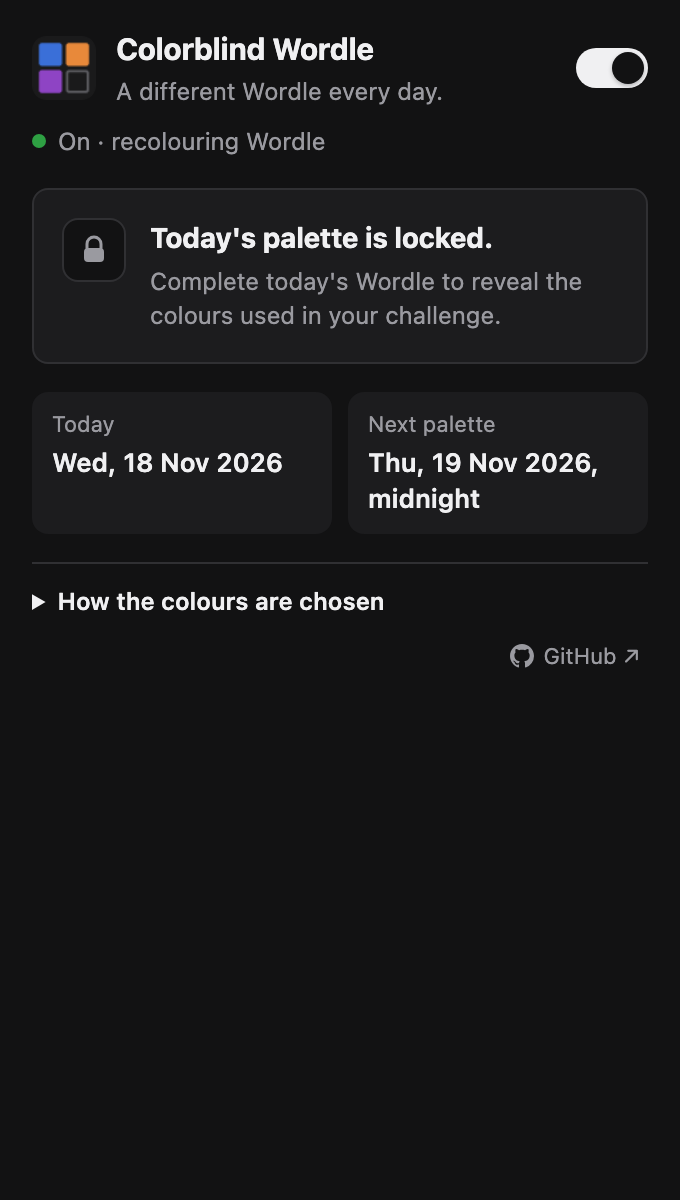 Colorblind Wordle
A different Wordle every day.
On · recolouring Wordle
Today's palette is locked.
Complete today's Wordle to reveal the
colours used in your challenge.
Today
Wed, 18 Nov 2026
Next palette
Thu, 19 Nov 2026,
midnight
How the colours are chosen
GitHub